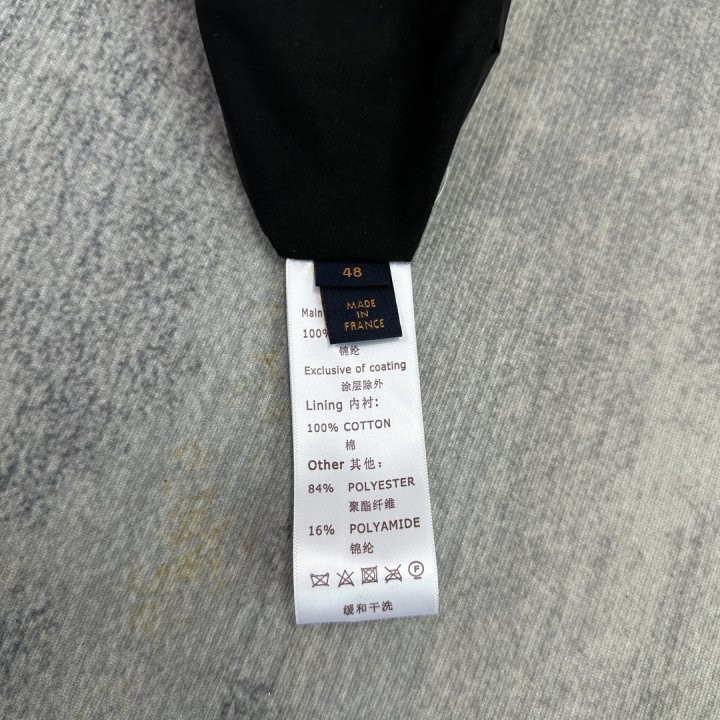 48
MADE
IN
FRANCE
Main
100%
锦纶
Exclusive of coating
涂层除外
Lining 内衬:
100% COTTON
棉
Other 其他:
84% POLYESTER
聚酯纤维
16% POLYAMIDE
锦纶
F
缓和干洗